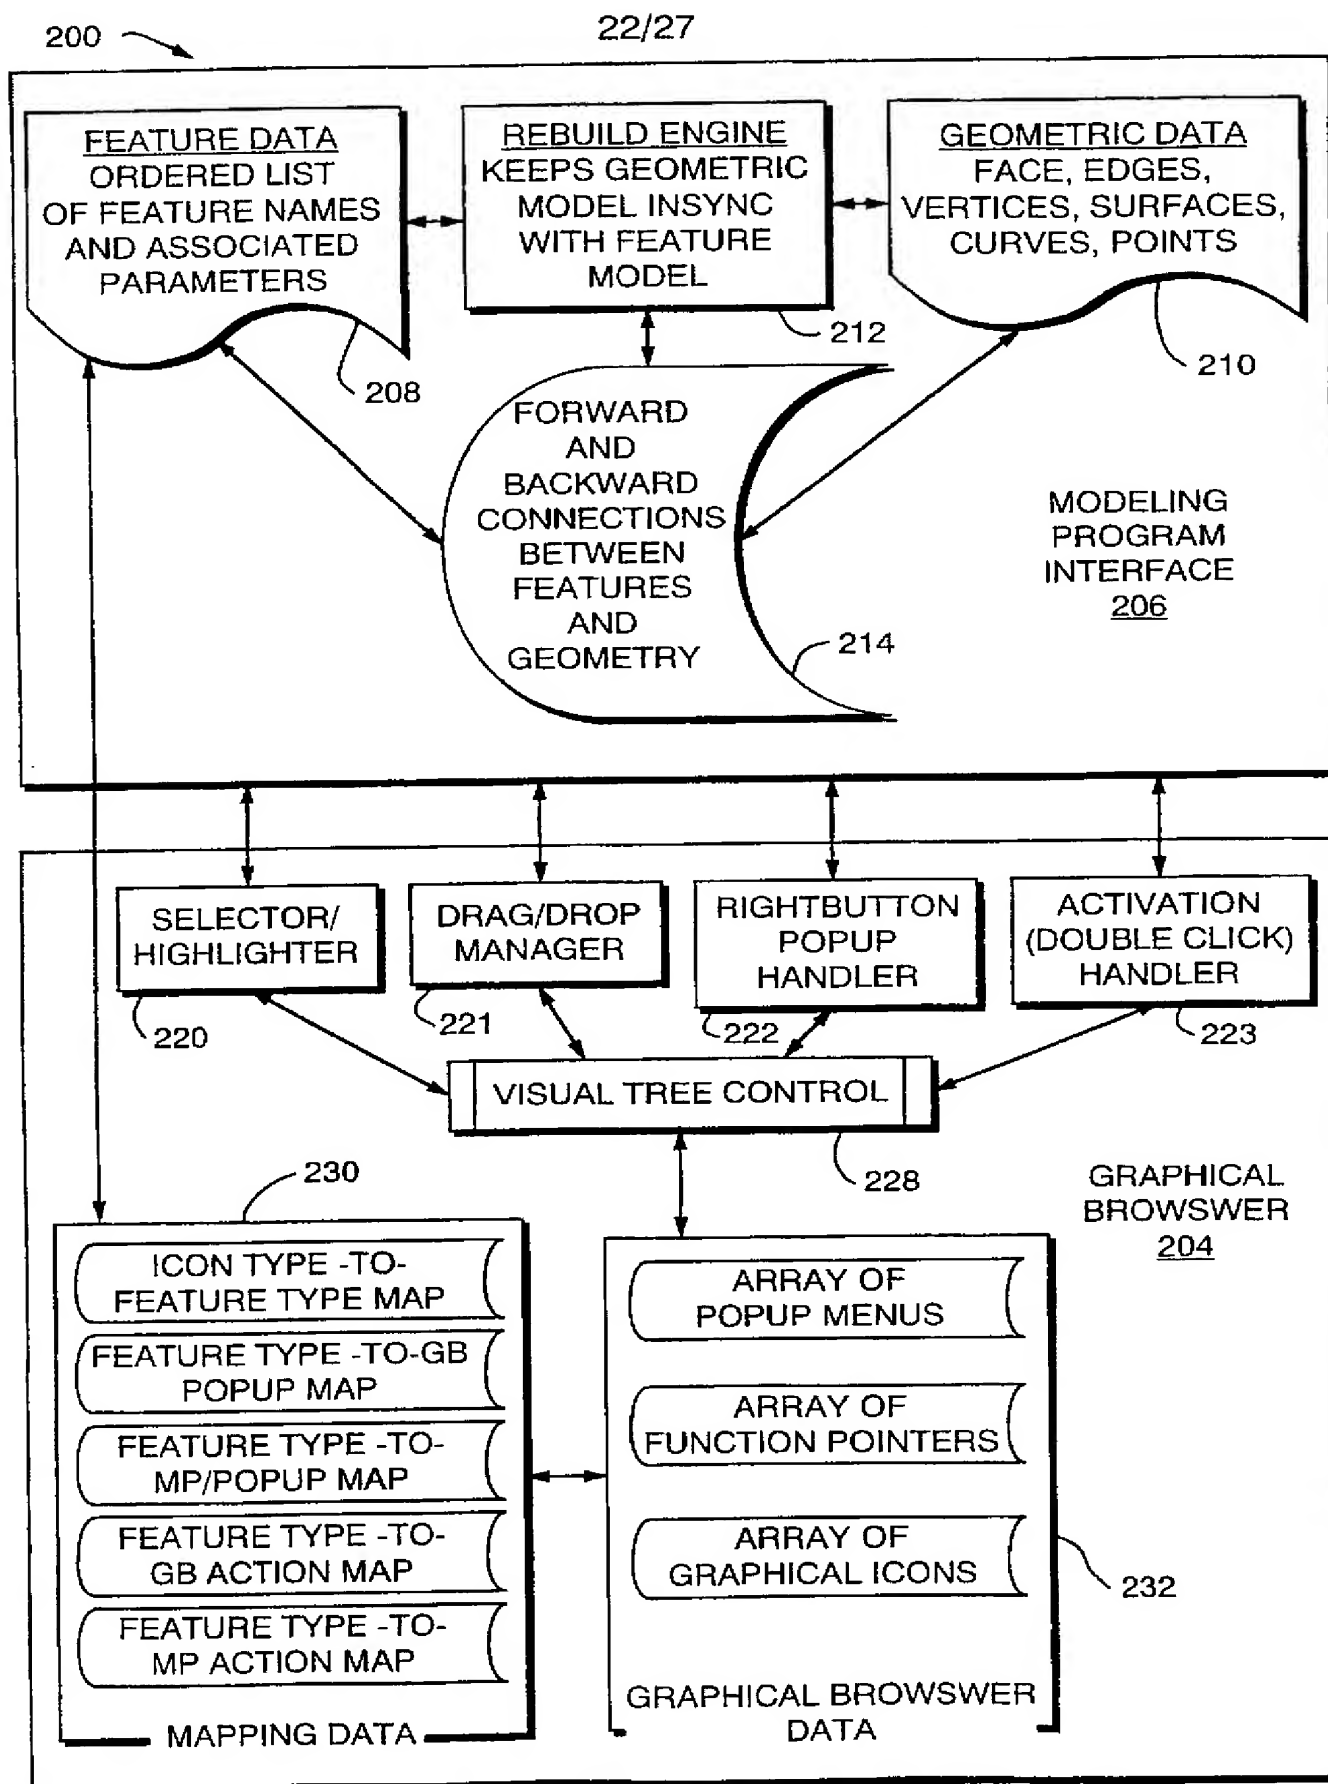 22/27
200
FEATURE DATA
ORDERED LIST
OF FEATURE NAMES
AND ASSOCIATED
PARAMETERS
208
REBUILD ENGINE
KEEPS GEOMETRIC
MODEL INSYNC
WITH FEATURE
MODEL
212
GEOMETRIC DATA
FACE, EDGES,
VERTICES, SURFACES,
CURVES, POINTS
210
FORWARD
AND
BACKWARD
CONNECTIONS
BETWEEN
FEATURES
AND
GEOMETRY
214
MODELING
PROGRAM
INTERFACE
206
SELECTOR/
HIGHLIGHTER
220
DRAG/DROP
MANAGER
221
RIGHTBUTTON
POPUP
HANDLER
222
ACTIVATION
(DOUBLE CLICK)
HANDLER
223
VISUAL TREE CONTROL
228
GRAPHICAL
BROWSWER
204
230
ICON TYPE -TO-
FEATURE TYPE MAP
FEATURE TYPE -TO-GB
POPUP MAP
FEATURE TYPE -TO-
MP/POPUP MAP
FEATURE TYPE -TO-
GB ACTION MAP
FEATURE TYPE -TO-
MP ACTION MAP
MAPPING DATA
ARRAY OF
POPUP MENUS
ARRAY OF
FUNCTION POINTERS
ARRAY OF
GRAPHICAL ICONS
232
GRAPHICAL BROWSWER
DATA